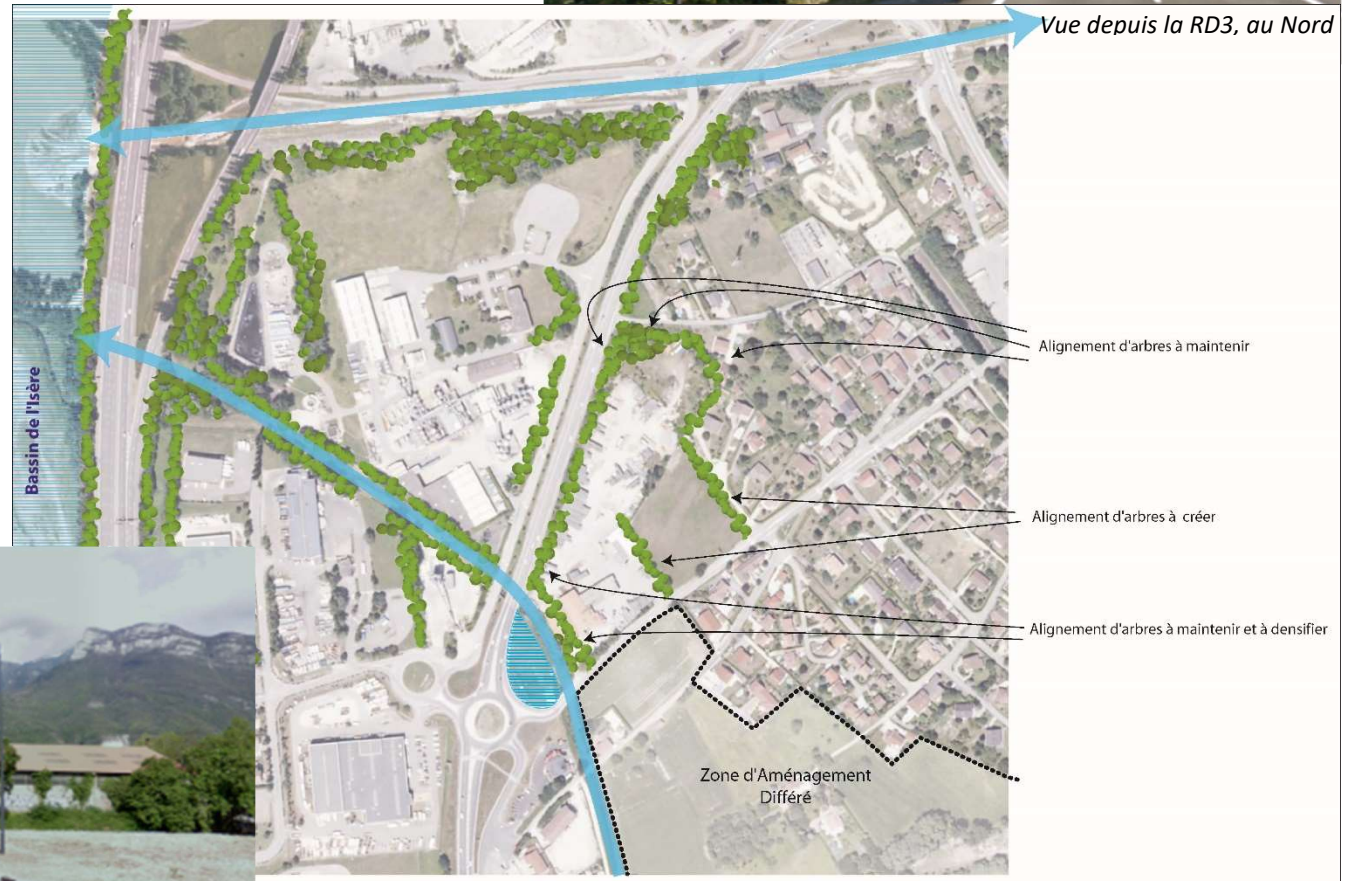 Vue depuis la RD3, au Nord
Alignement d'arbres à maintenir
Bassin de l'Isère
Alignement d'arbres à créer
Alignement d'arbres à maintenir et à densifier
Zone d'Aménagement
Différé